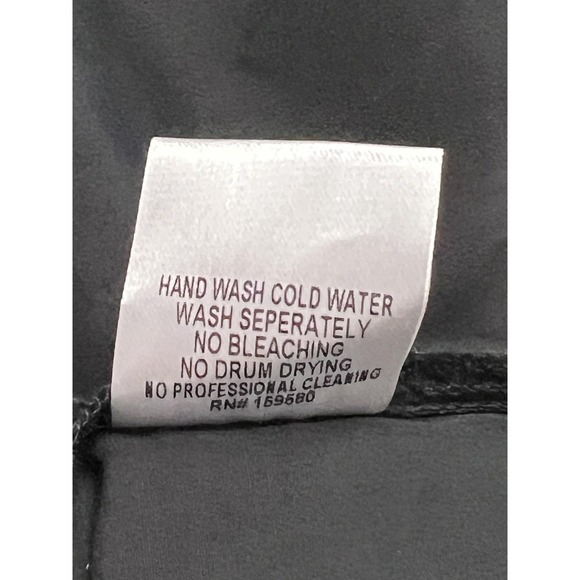 HAND WASH COLD WATER
WASH SEPERATELY
NO BLEACHING
NO DRUM DRYING
NO PROFESSIONAL CLEANING
RN# 159580